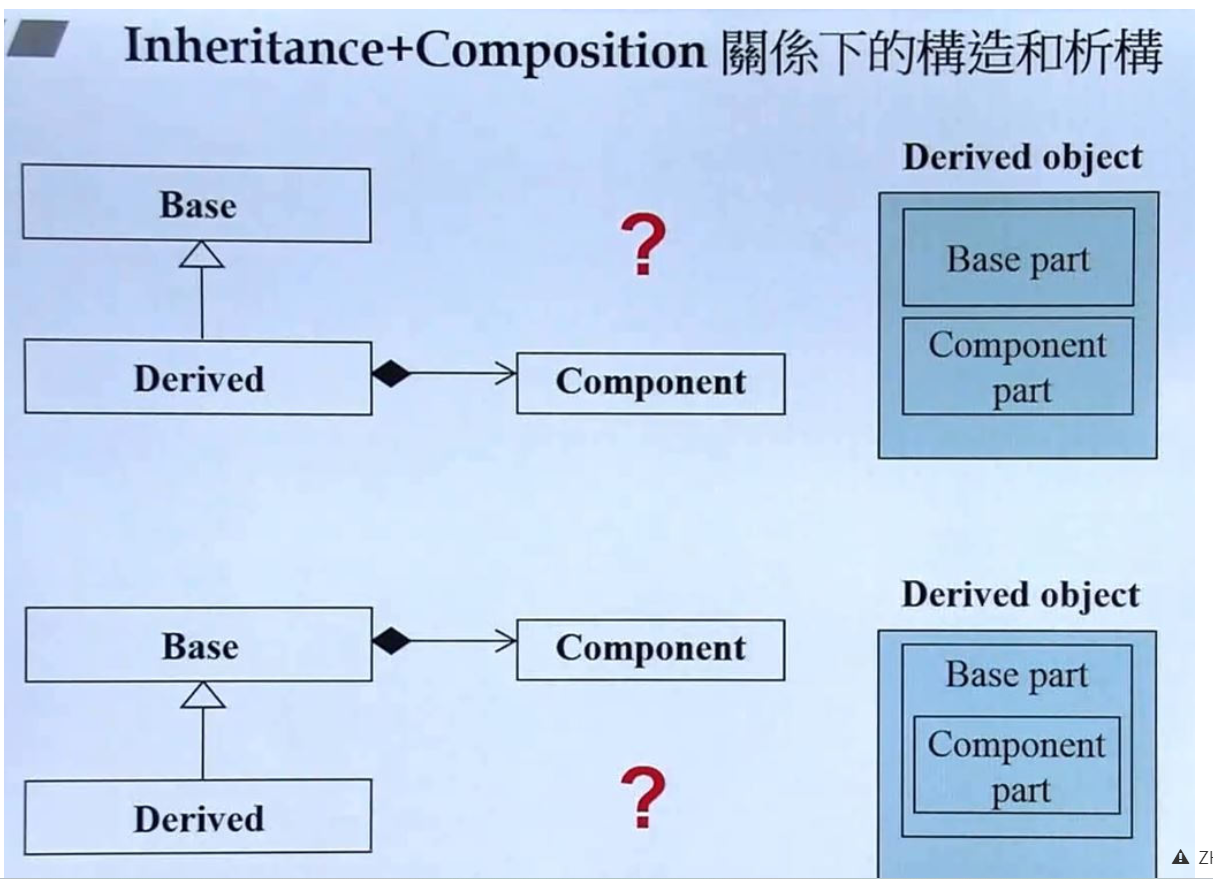 Inheritance+Composition 關係下的構造和析構
Derived object
Base
?
Base part
Component
part
Derived
Component
Derived object
Base
Component
Base part
Component
part
?
Derived